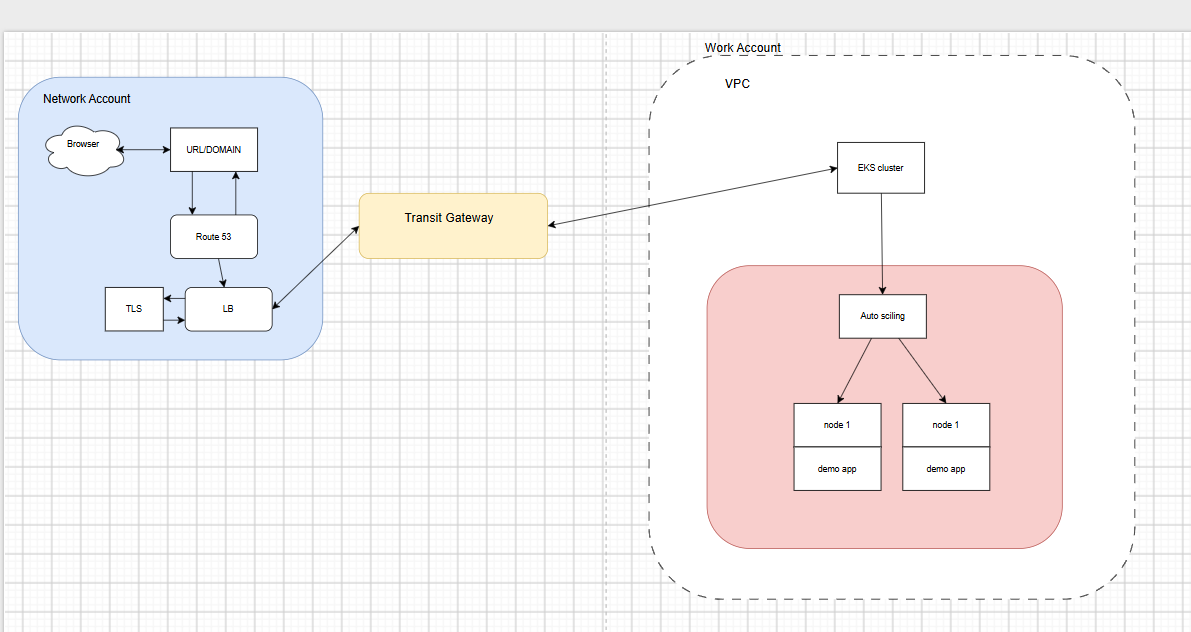 Work Account
VPC
Network Account
Browser
URL/DOMAIN
EKS cluster
Transit Gateway
Route 53
TLS
LB
Auto sciling
node 1
node 1
demo app
demo app